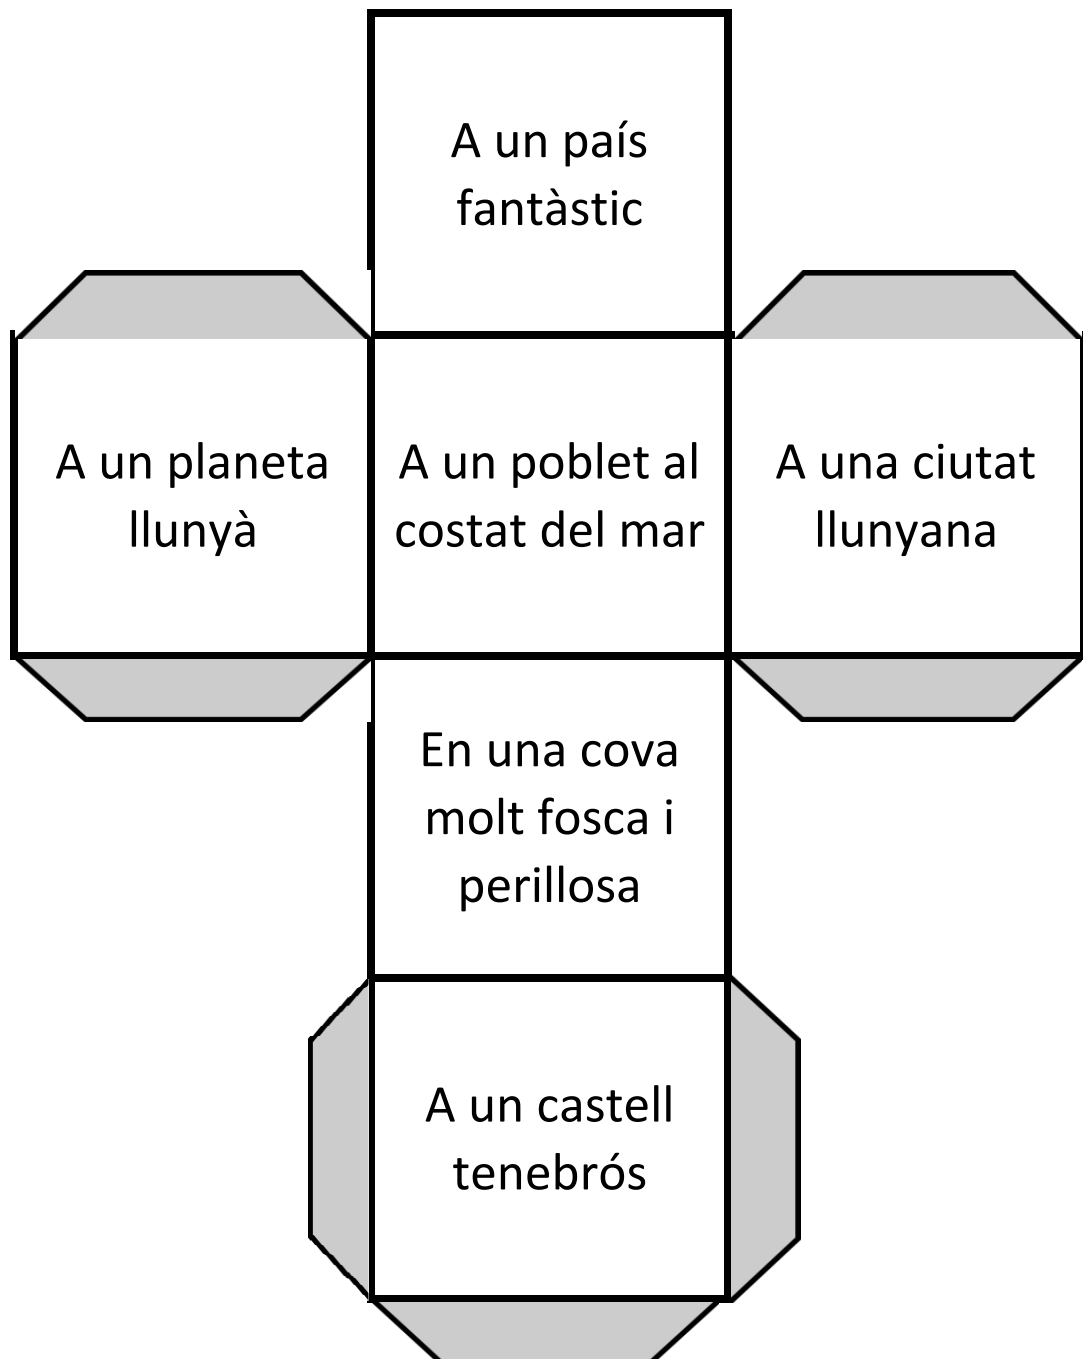 A un país
fantàstic
A un planeta
llunyà
A un poblet al
costat del mar
A una ciutat
llunyana
En una cova
molt fosca i
perillosa
A un castell
tenebrós